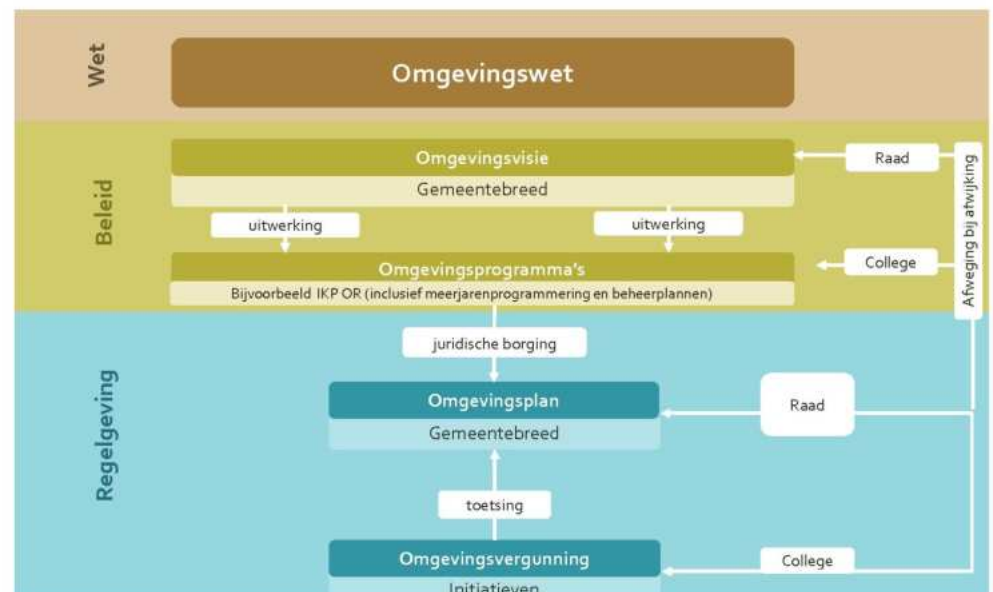 Wet
Omgevingswet
Beleid
Omgevingsvisie
Gemeentebreed
Raad
uitwerking
uitwerking
Omgevingsprogramma's
Bijvoorbeeld IKP OR (inclusief meerjarenprogrammering en beheerplannen)
College
Afweging bij afwijking
Regelgeving
juridische borging
Omgevingsplan
Gemeentebreed
Raad
toetsing
Omgevingsvergunning
Initiatieven
College